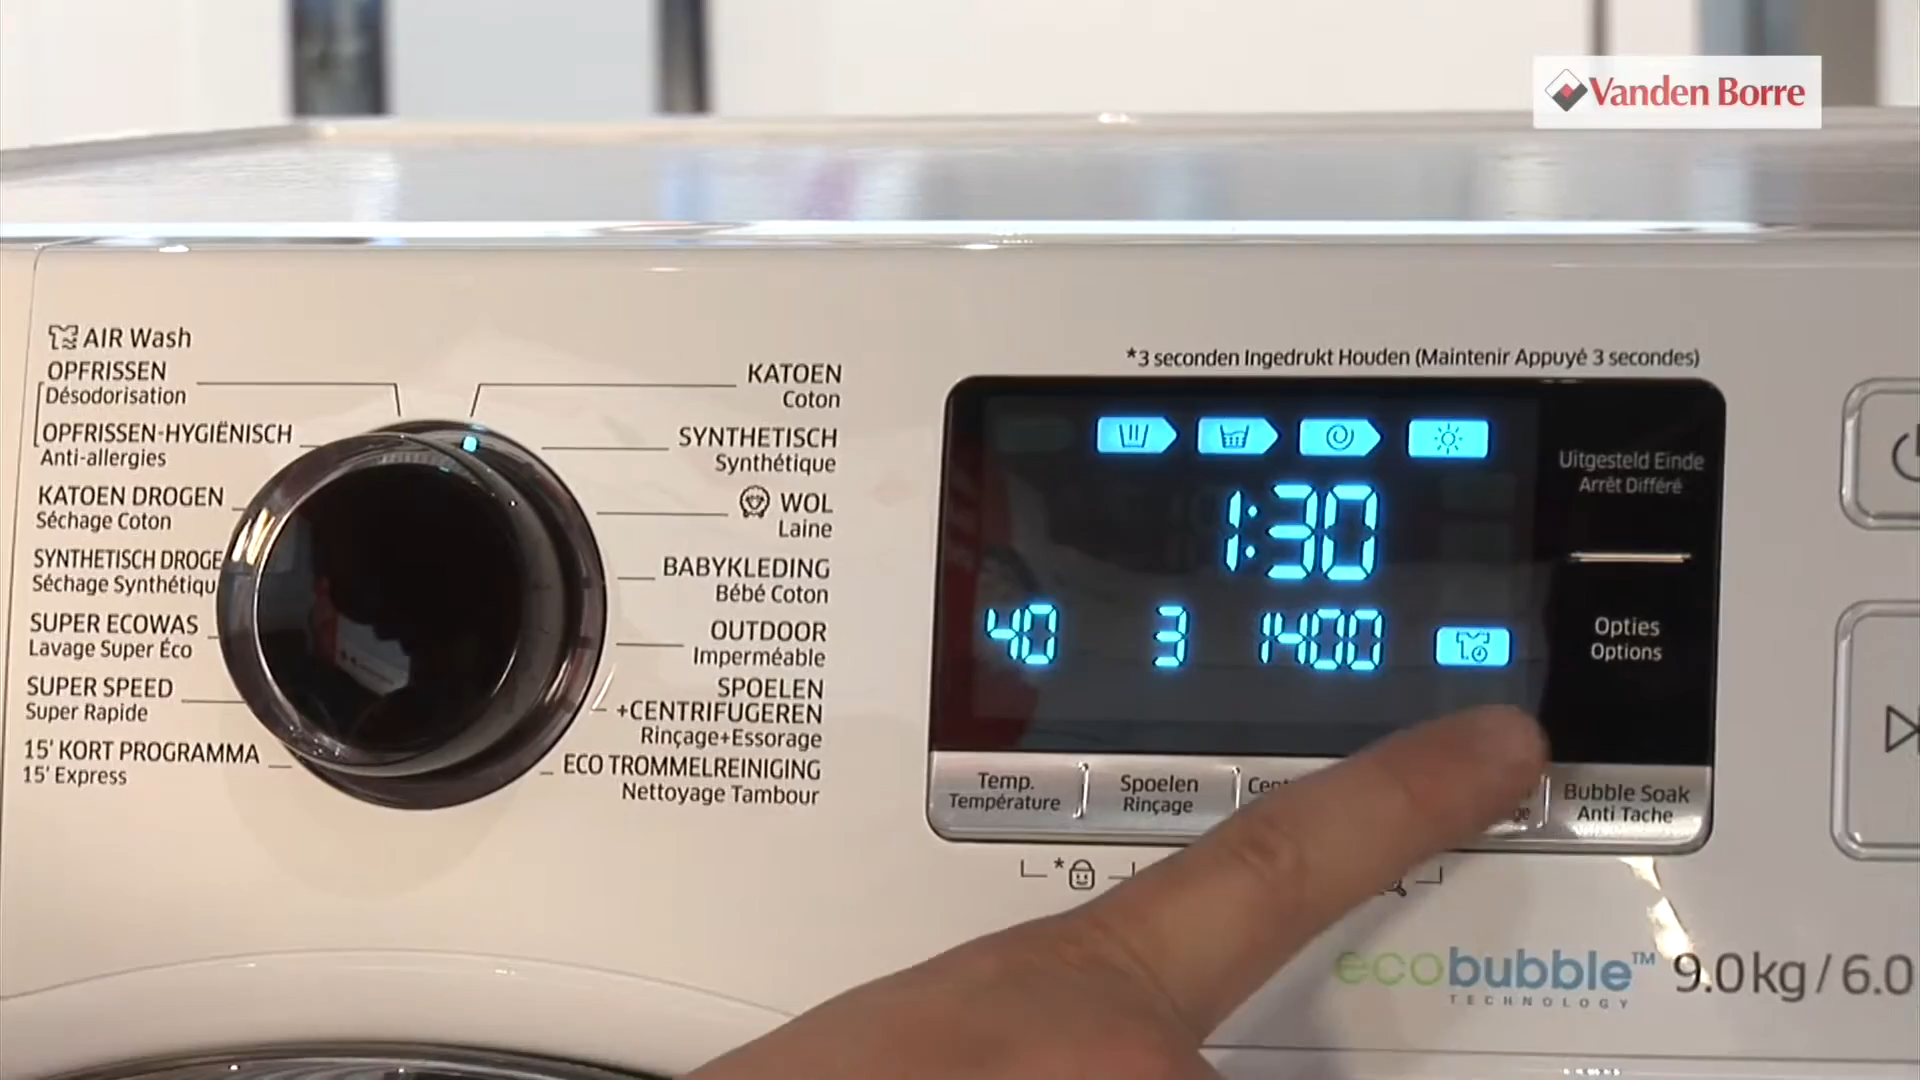 Vanden Borre
AIR Wash
OPFRISSEN
Désodorisation
OPFRISSEN-HYGIËNISCH
Anti-allergies
KATOEN DROGEN
Séchage Coton
SYNTHETISCH DROGE
Séchage Synthétiqu
SUPER ECOWAS
Lavage Super Éco
SUPER SPEED
Super Rapide
15' KORT PROGRAMMA
15' Express
KATOEN
Coton
SYNTHETISCH
Synthétique
WOL
Laine
BABYKLEDING
Bébé Coton
OUTDOOR
Imperméable
SPOELEN
+CENTRIFUGEREN
Rinçage+Essorage
ECO TROMMELREINIGING
Nettoyage Tambour
*3 seconden Ingedrukt Houden (Maintenir Appuyé 3 secondes)
1:30
40 3 1400
Uitgesteld Einde
Arrêt Différé
Opties
Options
Temp.
Température
Spoelen
Rinçage
Bubble Soak
Anti Tache
*
ecobubble™ 9.0kg/6.0
TECHNOLOGY